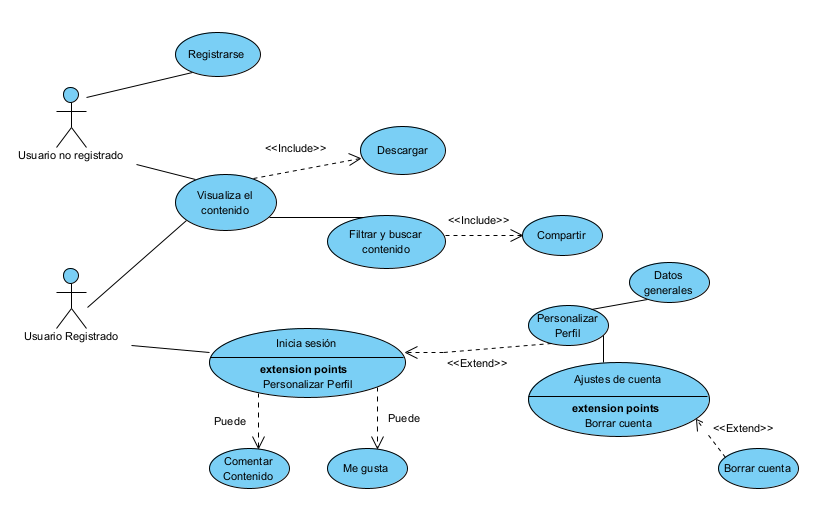 Registrarse
Usuario no registrado
<<Include>>
Descargar
Visualiza el
contenido
Filtrar y buscar
contenido
<<Include>>
Compartir
Usuario Registrado
Datos
generales
Personalizar
Perfil
Inicia sesión
extension points
Personalizar Perfil
<<Extend>>
Ajustes de cuenta
extension points
Borrar cuenta
Puede
Puede
<<Extend>>
Comentar
Contenido
Me gusta
Borrar cuenta